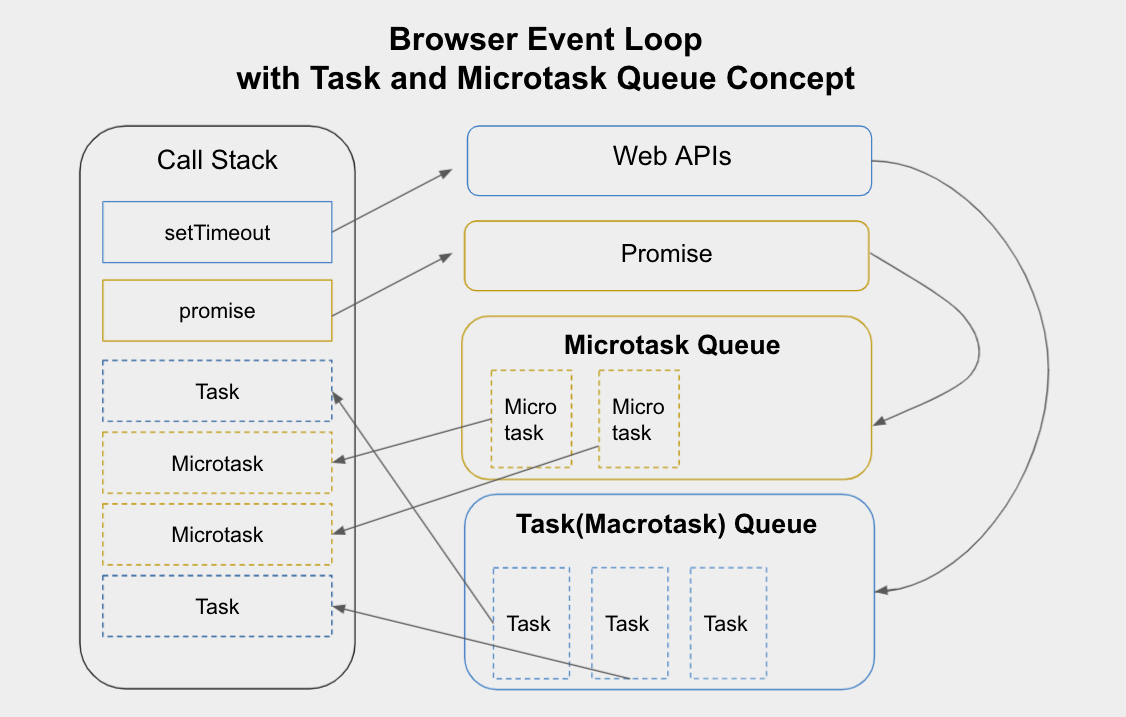 Browser Event Loop
with Task and Microtask Queue Concept
Call Stack
setTimeout
promise
Task
Microtask
Microtask
Task
Web APIs
Promise
Microtask Queue
Micro
task
Micro
task
Task(Macrotask) Queue
Task
Task
Task